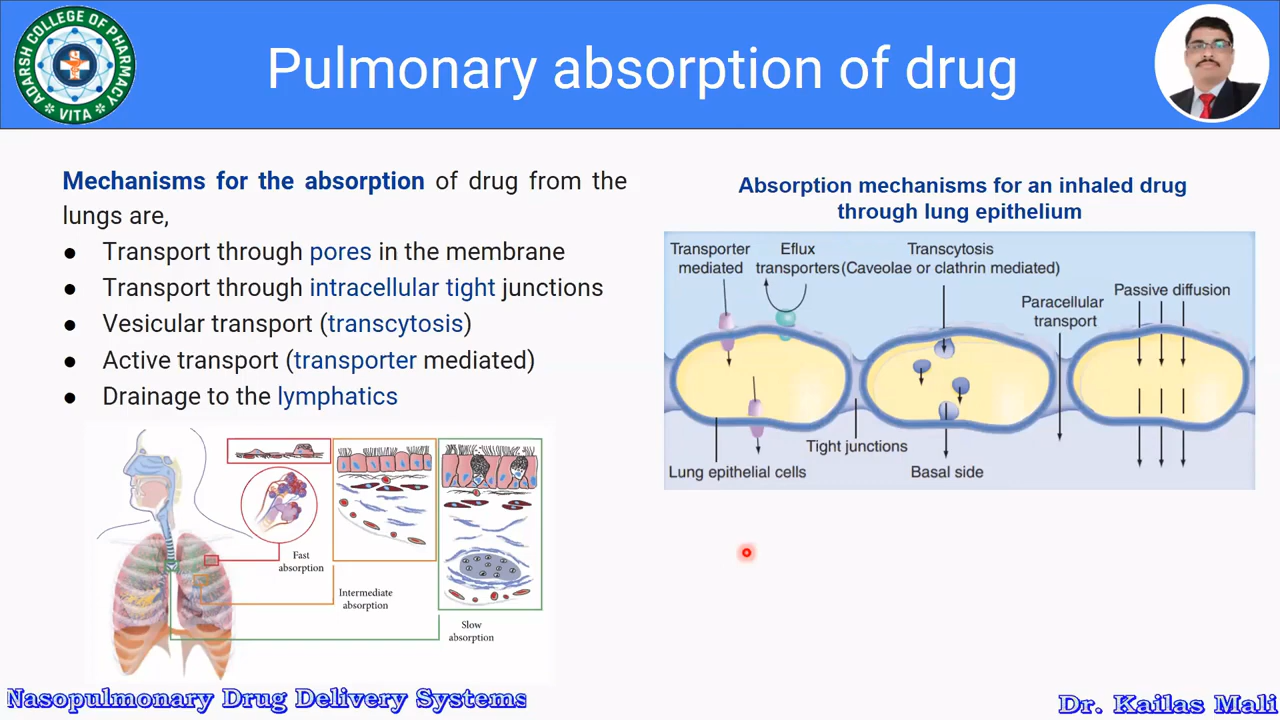 ADARSH COLLEGE OF PHARMACY
VITA
Pulmonary absorption of drug
Mechanisms for the absorption of drug from the
lungs are,
● Transport through pores in the membrane
● Transport through intracellular tight junctions
● Vesicular transport (transcytosis)
● Active transport (transporter mediated)
● Drainage to the lymphatics
Fast
absorption
Intermediate
absorption
Slow
absorption
Absorption mechanisms for an inhaled drug
through lung epithelium
Transporter
mediated
Eflux
transporters
Transcytosis
(Caveolae or clathrin mediated)
Paracellular
transport
Passive diffusion
Tight junctions
Lung epithelial cells
Basal side
Nasopulmonary Drug Delivery Systems
Dr. Kailas Mali